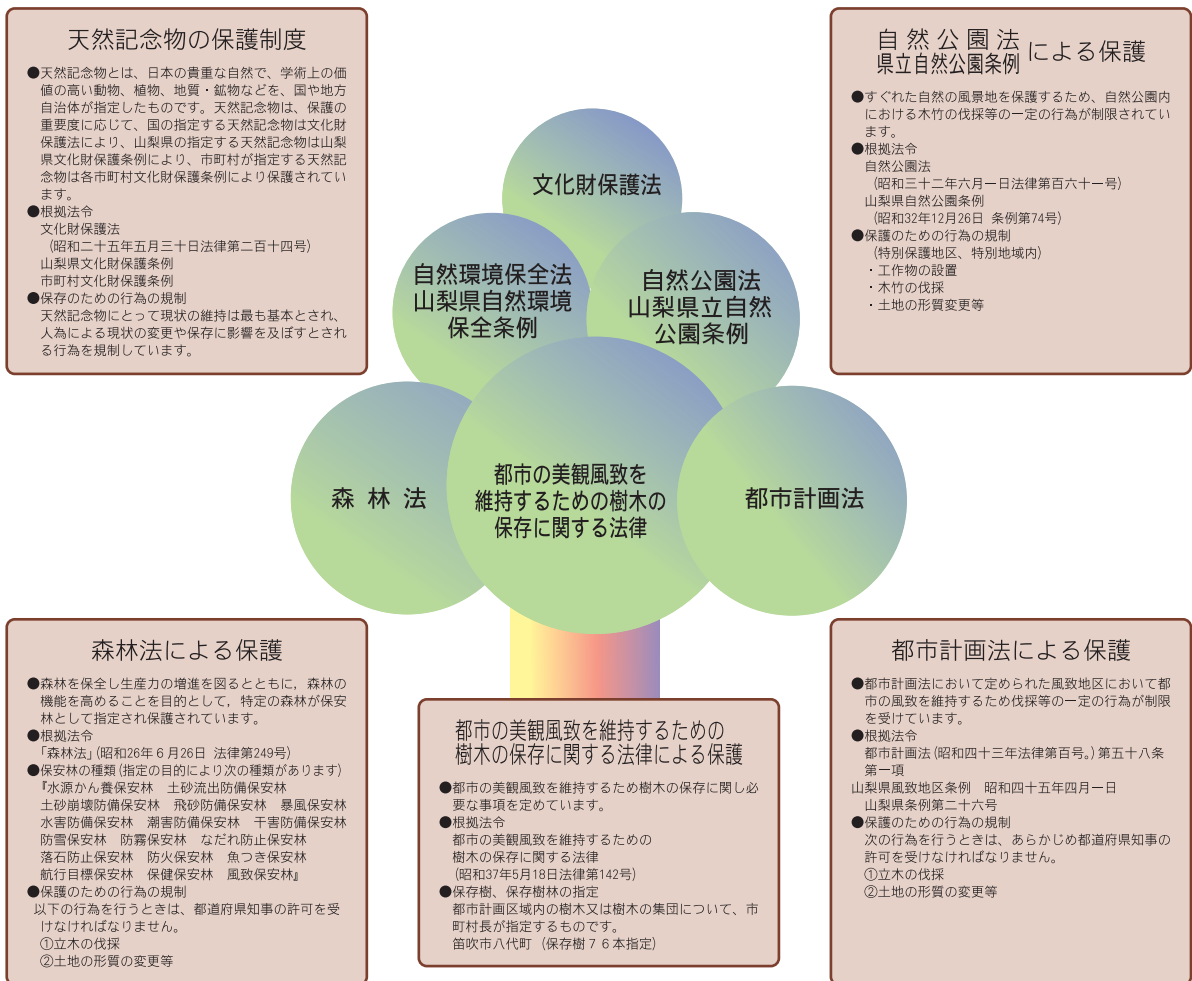 天然記念物の保護制度
●天然記念物とは、日本の貴重な自然で、学術上の価
値の高い動物、植物、地質・鉱物などを、国や地方
自治体が指定したものです。天然記念物は、保護の
重要度に応じて、国の指定する天然記念物は文化財
保護法により、山梨県の指定する天然記念物は山梨
県文化財保護条例により、市町村が指定する天然記
念物は各市町村文化財保護条例により保護されてい
ます。
●根拠法令
文化財保護法
(昭和二十五年五月三十日法律第二百十四号)
山梨県文化財保護条例
市町村文化財保護条例
●保存のための行為の規制
天然記念物にとって現状の維持は最も基本とされ、
人為による現状の変更や保存に影響を及ぼすとされ
る行為を規制しています。
自然公園法
県立自然公園条例 による保護
●すぐれた自然の風景地を保護するため、自然公園内
における木竹の伐採等の一定の行為が制限されてい
ます。
●根拠法令
自然公園法
(昭和三十二年六月一日法律第百六十一号)
山梨県自然公園条例
(昭和32年12月26日 条例第74号)
●保護のための行為の規制
(特別保護地区、特別地域内)
・工作物の設置
・木竹の伐採
・土地の形質変更等
文化財保護法
自然環境保全法
山梨県自然環境
保全条例
自然公園法
山梨県立自然
公園条例
森 林 法
都市の美観風致を
維持するための樹木の
保存に関する法律
都市計画法
森林法による保護
●森林を保全し生産力の増進を図るとともに，森林の
機能を高めることを目的として，特定の森林が保安
林として指定され保護されています。
●根拠法令
「森林法」(昭和26年6月26日 法律第249号)
●保安林の種類(指定の目的により次の種類があります)
『水源かん養保安林　土砂流出防備保安林
土砂崩壊防備保安林　飛砂防備保安林　暴風保安林
水害防備保安林　潮害防備保安林　干害防備保安林
防雪保安林　防霧保安林　なだれ防止保安林
落石防止保安林　防火保安林　魚つき保安林
航行目標保安林　保健保安林　風致保安林』
●保護のための行為の規制
以下の行為を行うときは、都道府県知事の許可を受
けなければなりません。
①立木の伐採
②土地の形質の変更等
都市の美観風致を維持するための
樹木の保存に関する法律による保護
●都市の美観風致を維持するため樹木の保存に関し必
要な事項を定めています。
●根拠法令
都市の美観風致を維持するための
樹木の保存に関する法律
(昭和37年5月18日法律第142号)
●保存樹、保存樹林の指定
都市計画区域内の樹木又は樹木の集団について、市
町村長が指定するものです。
笛吹市八代町 (保存樹７６本指定)
都市計画法による保護
●都市計画法において定められた風致地区において都
市の風致を維持するため伐採等の一定の行為が制限
を受けています。
●根拠法令
都市計画法(昭和四十三年法律第百号。)第五十八条
第一項
山梨県風致地区条例　昭和四十五年四月一日
山梨県条例第二十六号
●保護のための行為の規制
次の行為を行うときは、あらかじめ都道府県知事の
許可を受けなければなりません。
①立木の伐採
②土地の形質の変更等